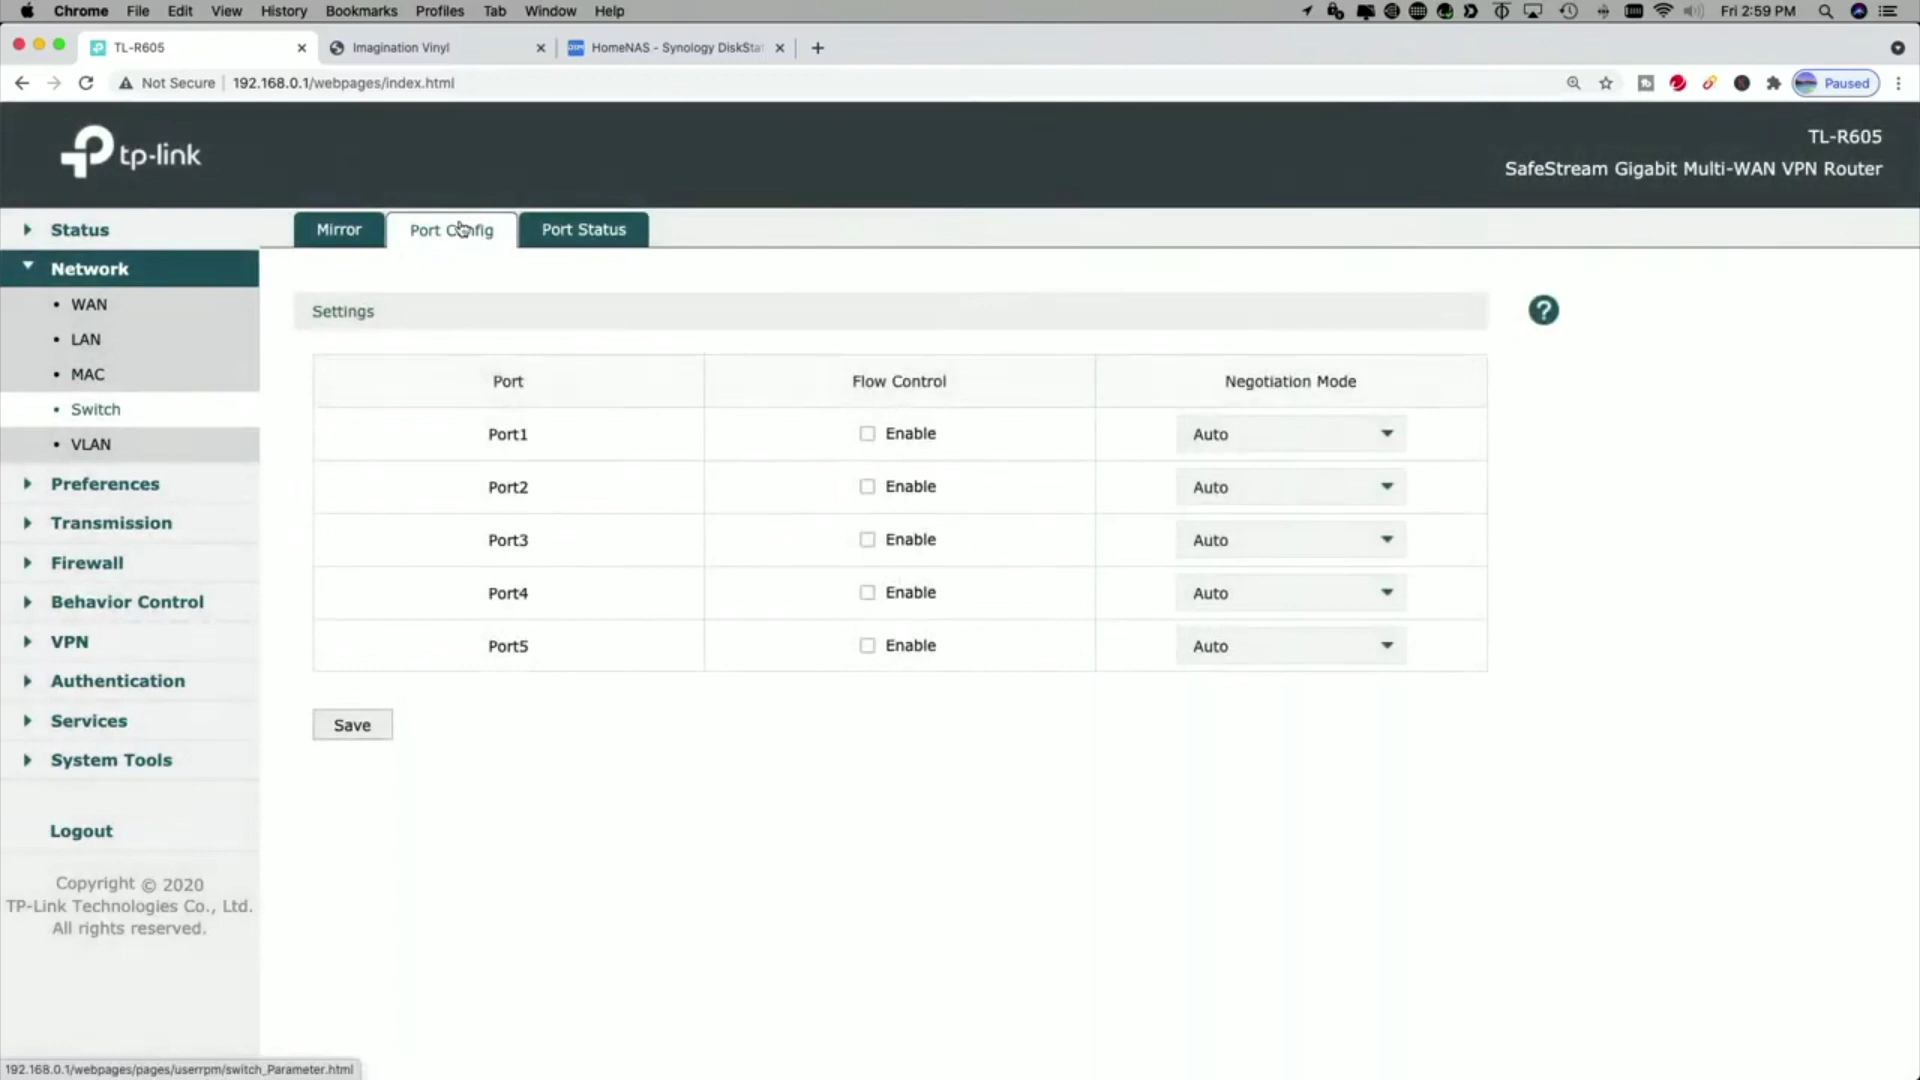 Chrome File Edit View History Bookmarks Profiles Tab Window Help Fri 2:59 PM
TL-R605 Imagination Vinyl HomeNAS - Synology DiskSta
Not Secure 192.168.0.1/webpages/index.html Paused
tp-link
TL-R605
SafeStream Gigabit Multi-WAN VPN Router
Status
Network
WAN
LAN
MAC
Switch
VLAN
Preferences
Transmission
Firewall
Behavior Control
VPN
Authentication
Services
System Tools
Logout
Copyright © 2020
TP-Link Technologies Co., Ltd.
All rights reserved.
Mirror Port Config Port Status
Settings ?
Port Flow Control Negotiation Mode
Port1 Enable Auto
Port2 Enable Auto
Port3 Enable Auto
Port4 Enable Auto
Port5 Enable Auto
Save
192.168.0.1/webpages/pages/userrpm/switch_Parameter.html